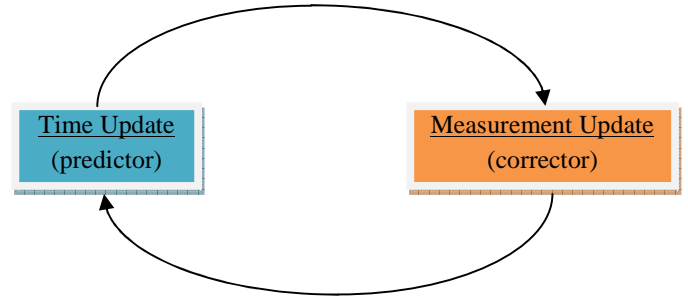 Time Update
(predictor)
Measurement Update
(corrector)